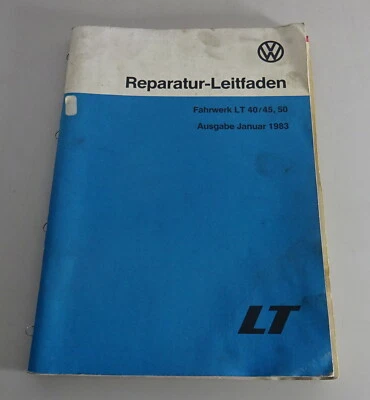 VW
Reparatur-Leitfaden
Fahrwerk LT 40/45, 50
Ausgabe Januar 1983
LT